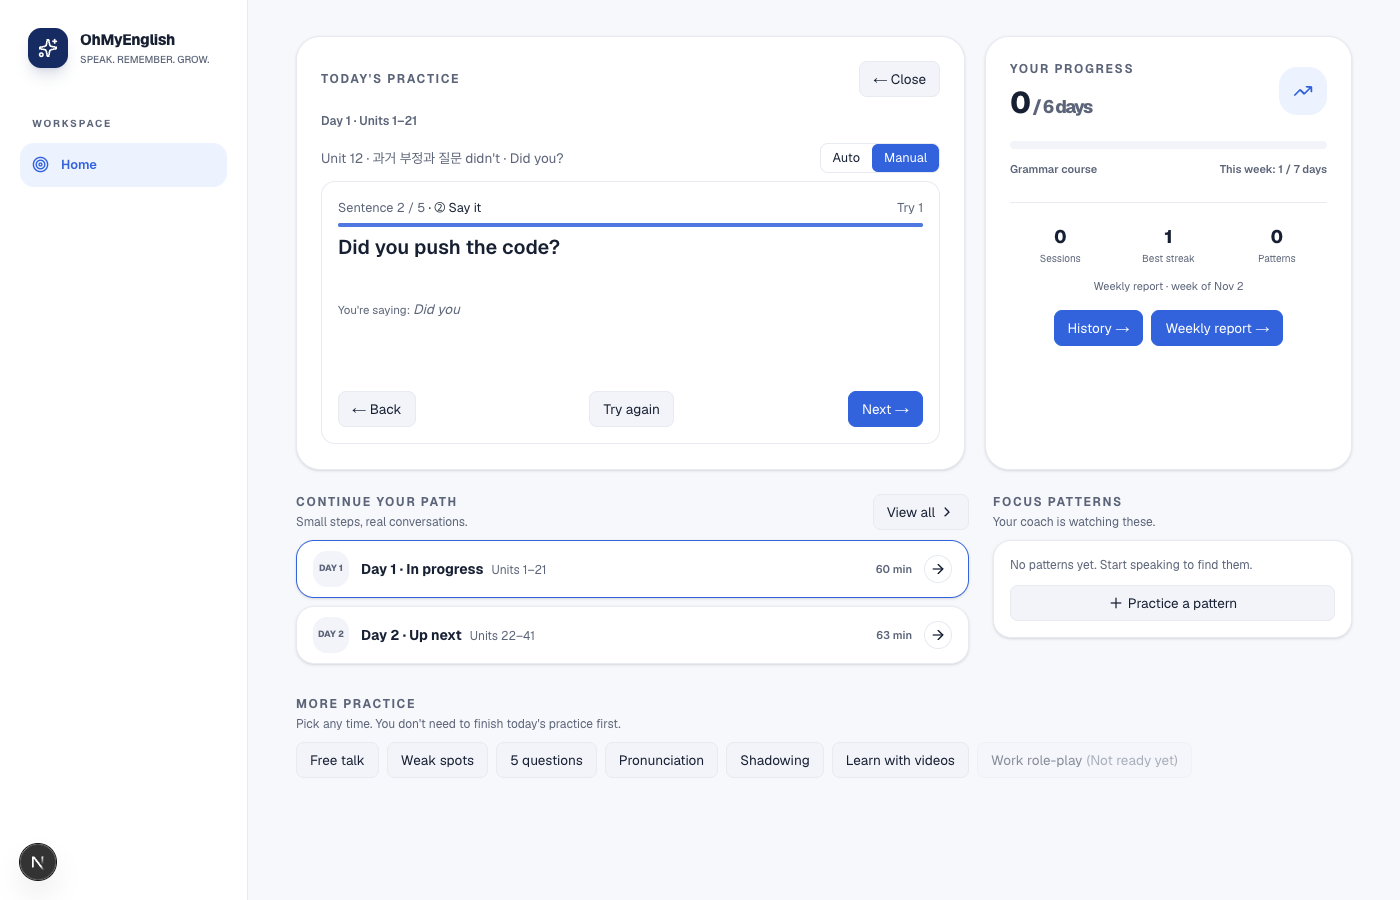 OhMyEnglish
SPEAK. REMEMBER. GROW.
WORKSPACE
Home
TODAY'S PRACTICE
← Close
Day 1 · Units 1–21
Unit 12 · 과거 부정과 질문 didn't · Did you?
Auto
Manual
Sentence 2 / 5 · ② Say it
Try 1
Did you push the code?
You're saying: Did you
← Back
Try again
Next →
YOUR PROGRESS
0 / 6 days
Grammar course
This week: 1 / 7 days
0
Sessions
1
Best streak
0
Patterns
Weekly report · week of Nov 2
History →
Weekly report →
CONTINUE YOUR PATH
Small steps, real conversations.
View all
DAY 1
Day 1 · In progress Units 1–21
60 min
DAY 2
Day 2 · Up next Units 22–41
63 min
FOCUS PATTERNS
Your coach is watching these.
No patterns yet. Start speaking to find them.
+ Practice a pattern
MORE PRACTICE
Pick any time. You don't need to finish today's practice first.
Free talk
Weak spots
5 questions
Pronunciation
Shadowing
Learn with videos
Work role-play (Not ready yet)
N